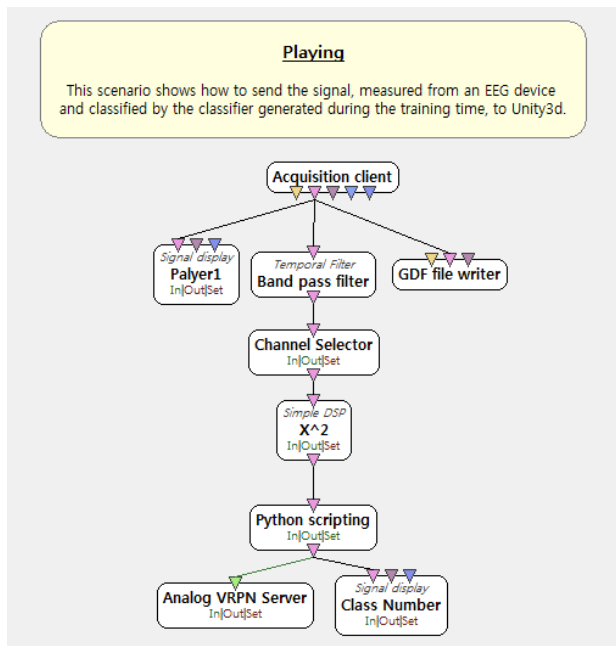 Playing
This scenario shows how to send the signal, measured from an EEG device
and classified by the classifier generated during the training time, to Unity3d.
Acquisition client
Signal display
Palyer1
In|Out|Set
Temporal Filter
Band pass filter
GDF file writer
Channel Selector
In|Out|Set
Simple DSP
X^2
In|Out|Set
Python scripting
In|Out|Set
Analog VRPN Server
In|Out|Set
Signal display
Class Number
In|Out|Set